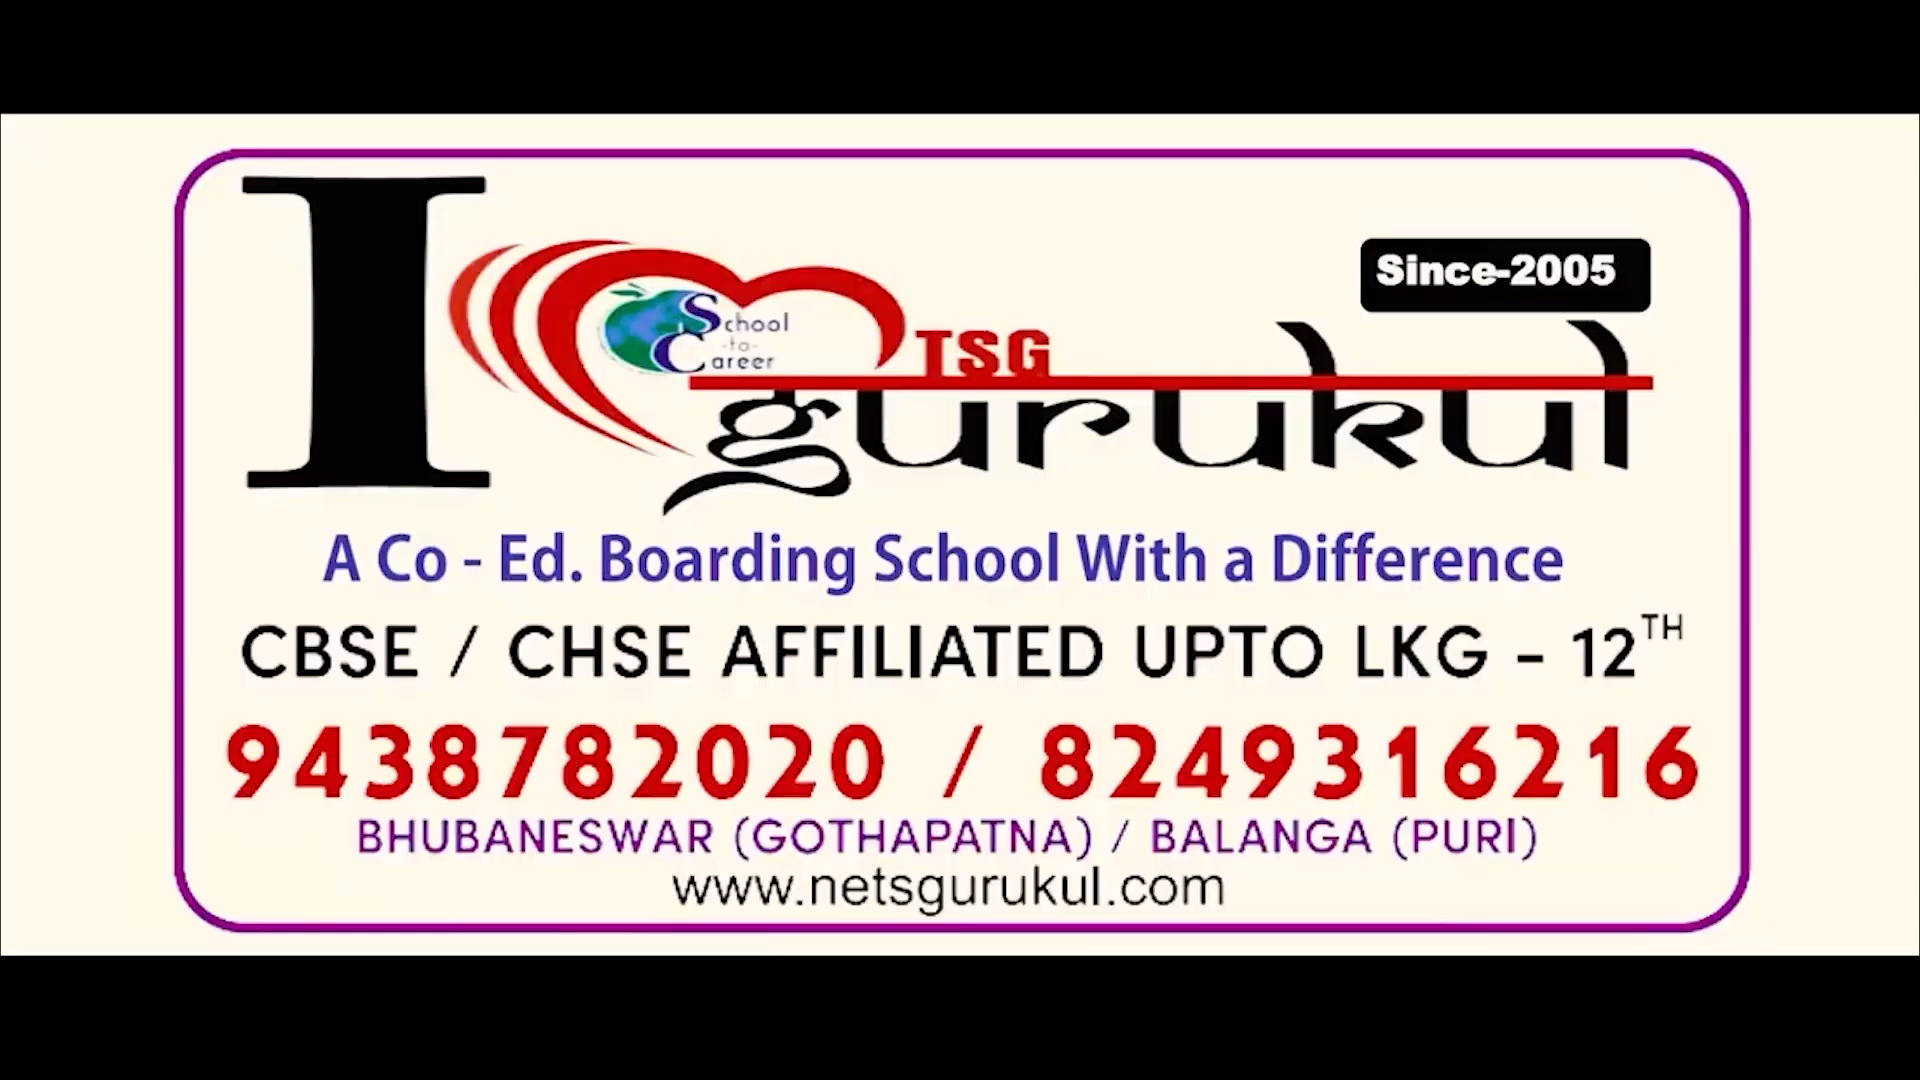 Since-2005
I
School
-to-
Career
TSG
gurukul
A Co - Ed. Boarding School With a Difference
CBSE / CHSE AFFILIATED UPTO LKG - 12TH
9438782020 / 8249316216
BHUBANESWAR (GOTHAPATNA) / BALANGA (PURI)
www.netsgurukul.com